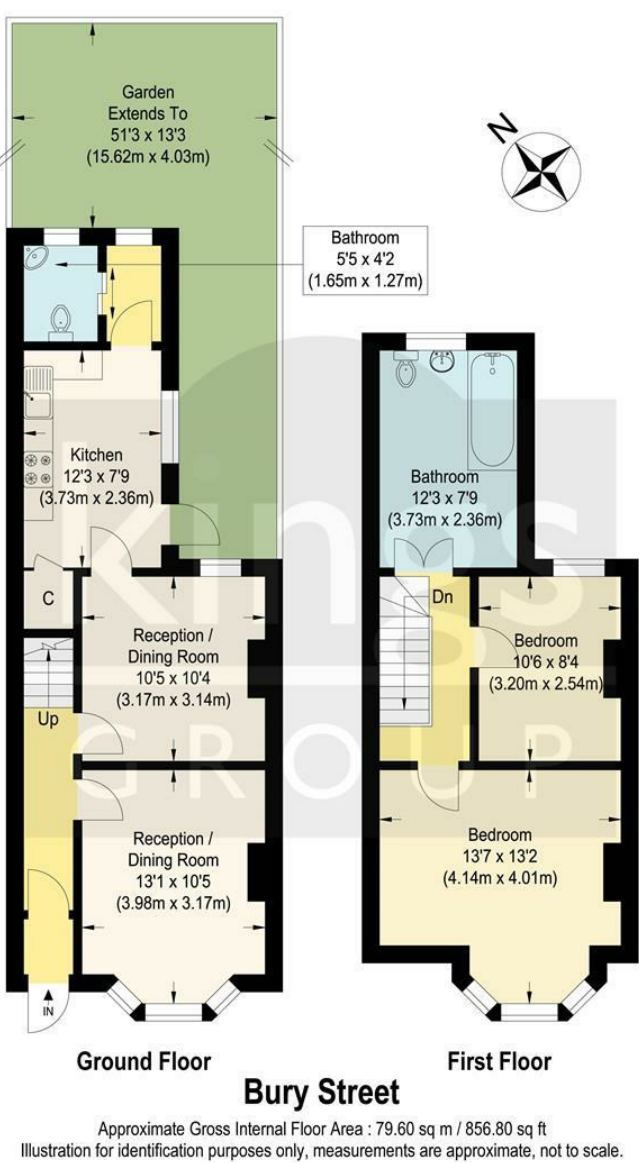 Garden
Extends To
51'3 x 13'3
(15.62m x 4.03m)
N
Bathroom
5'5 x 4'2
(1.65m x 1.27m)
Kitchen
12'3 x 7'9
(3.73m x 2.36m)
Bathroom
12'3 x 7'9
(3.73m x 2.36m)
kings
GROUP
C
Dn
Reception /
Dining Room
10'5 x 10'4
(3.17m x 3.14m)
Bedroom
10'6 x 8'4
(3.20m x 2.54m)
Up
Reception /
Dining Room
13'1 x 10'5
(3.98m x 3.17m)
Bedroom
13'7 x 13'2
(4.14m x 4.01m)
IN
Ground Floor
First Floor
Bury Street
Approximate Gross Internal Floor Area : 79.60 sq m / 856.80 sq ft
Illustration for identification purposes only, measurements are approximate, not to scale.